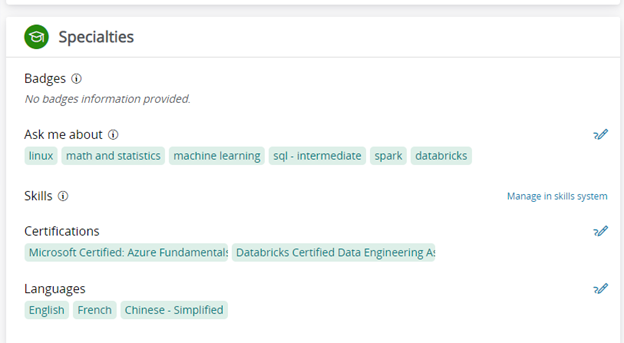 Specialties
Badges
No badges information provided.
Ask me about
linux math and statistics machine learning sql - intermediate spark databricks
Skills Manage in skills system
Certifications
Microsoft Certified: Azure Fundamentals Databricks Certified Data Engineering As
Languages
English French Chinese - Simplified